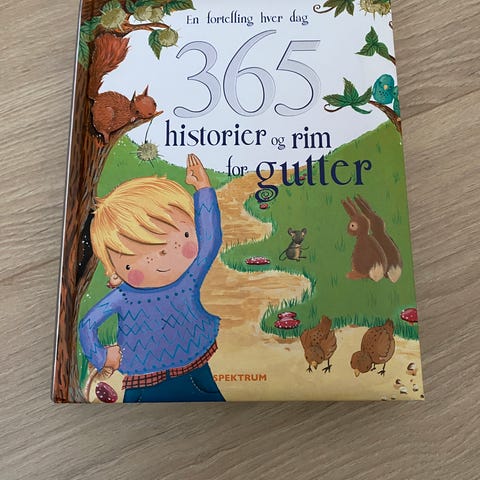 En fortelling hver dag
365
historier og rim
for gutter
SPEKTRUM